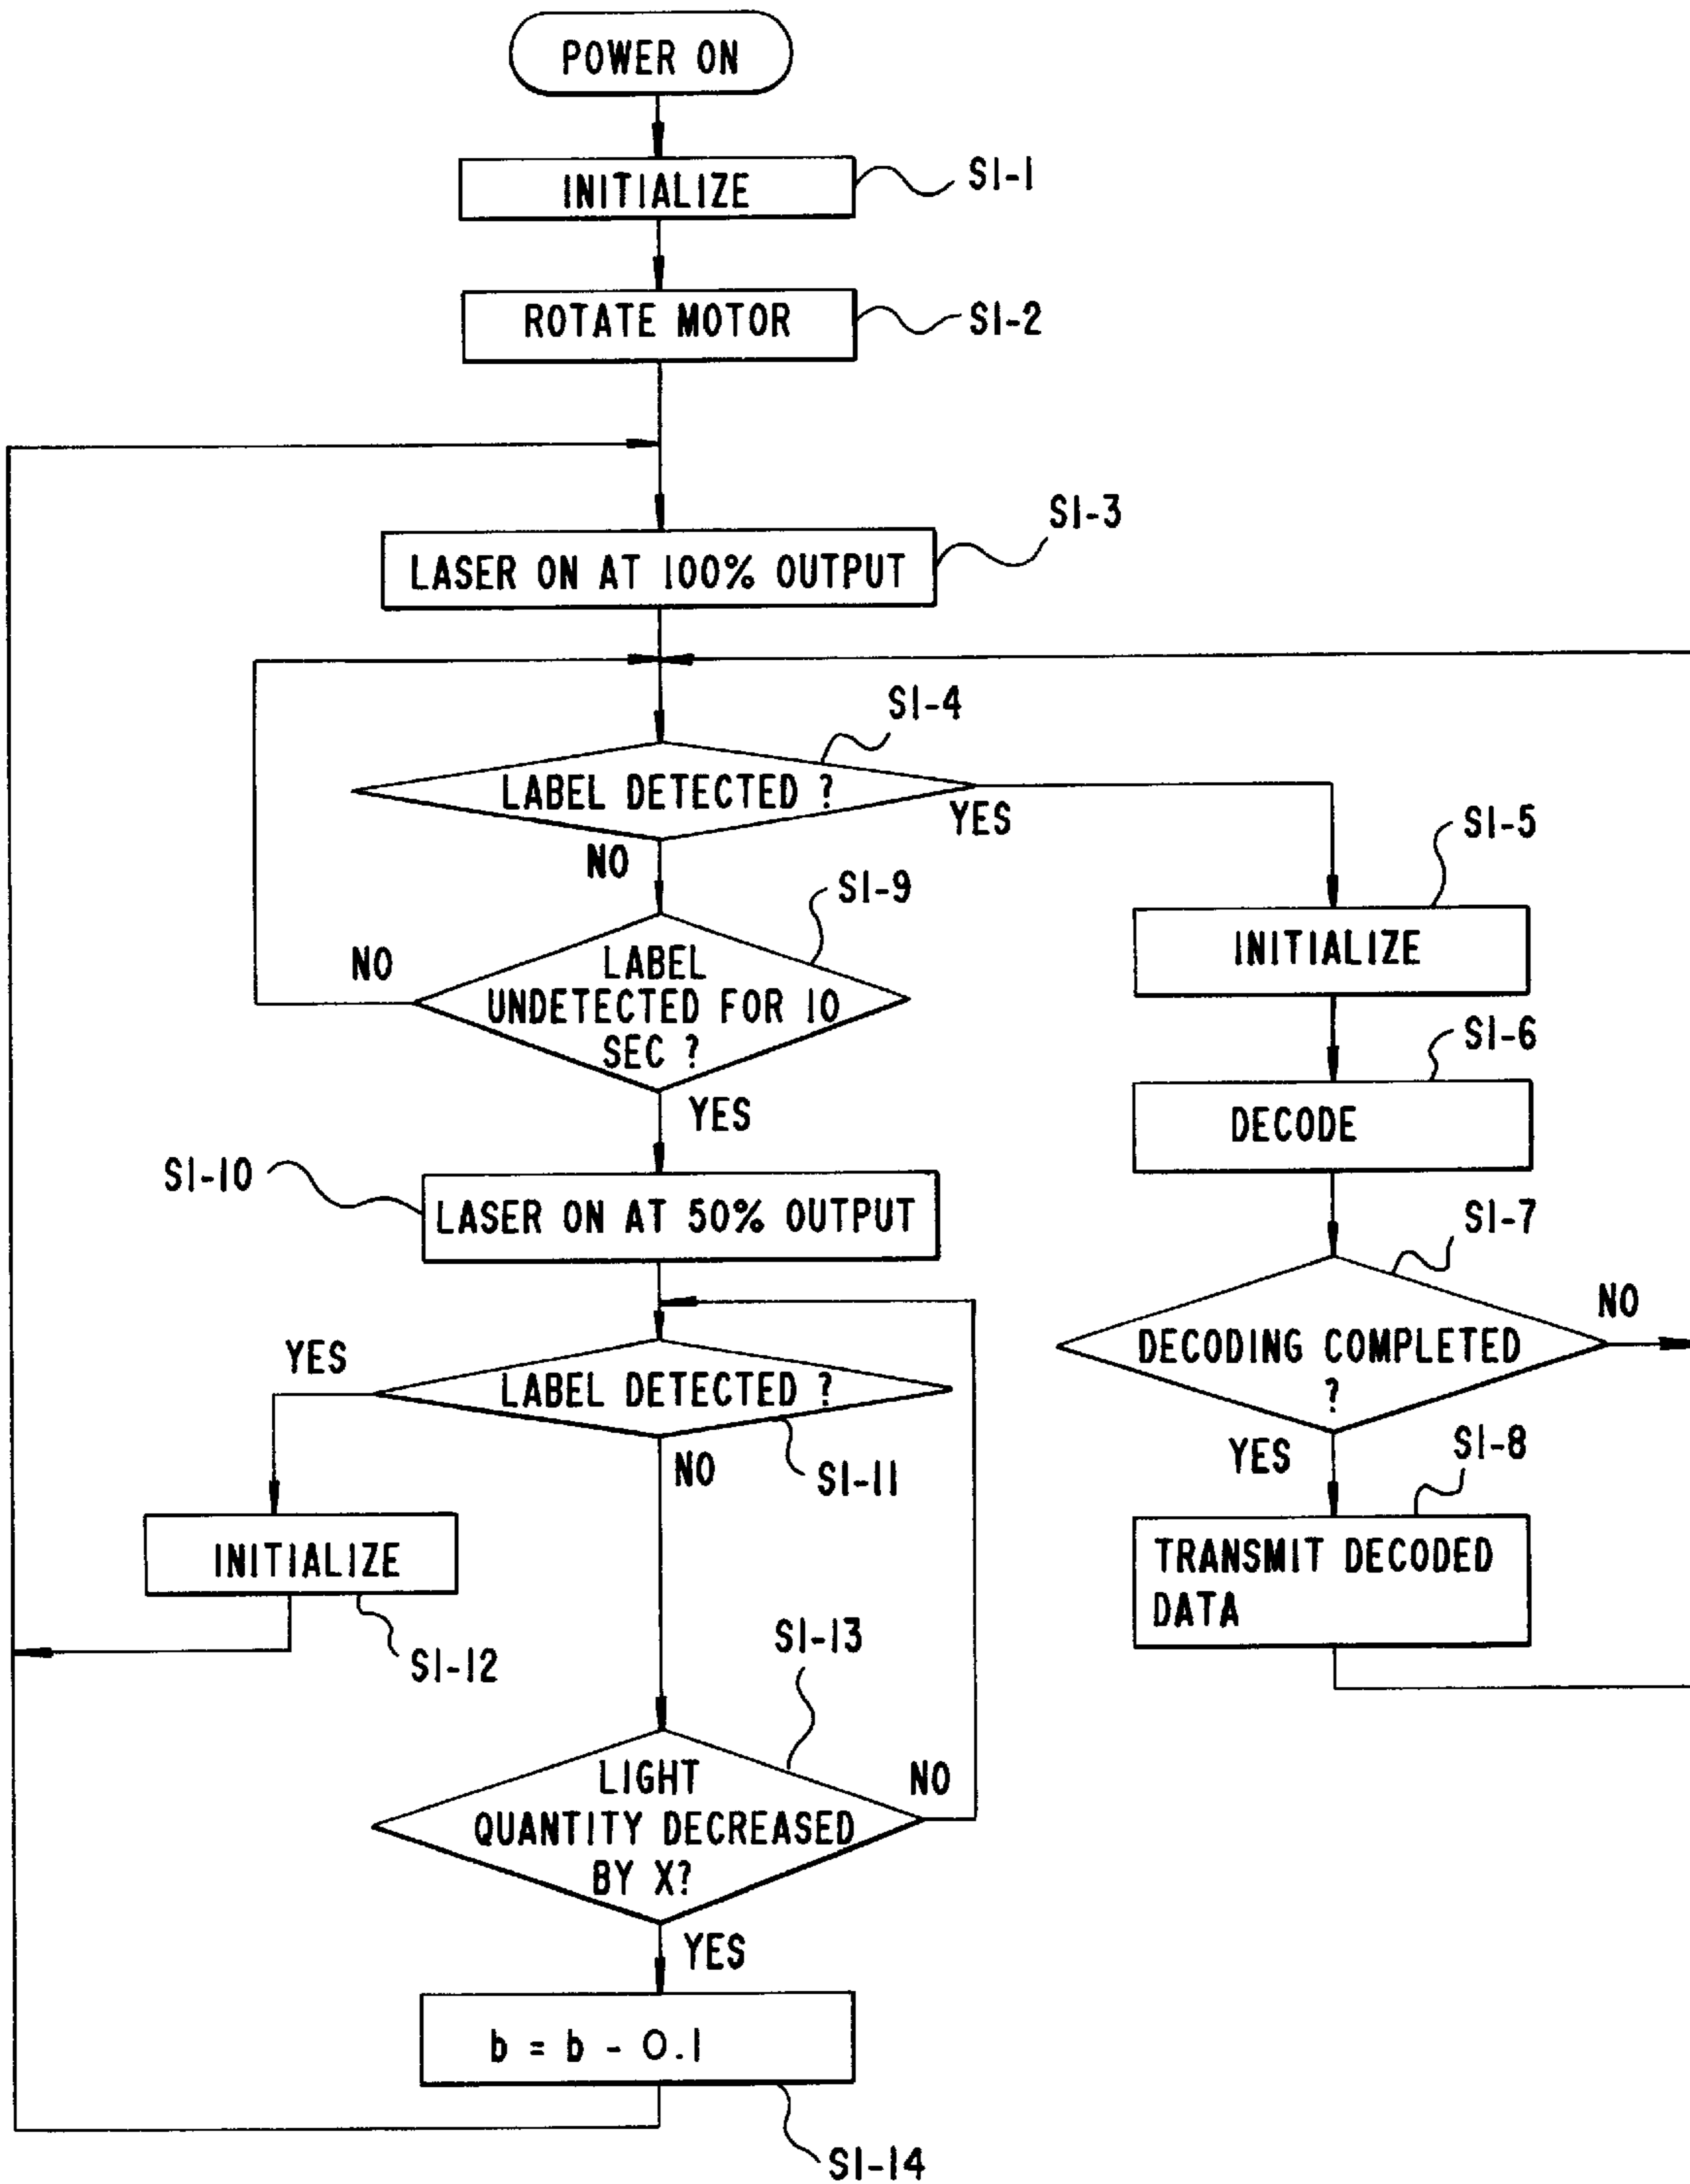 POWER ON
INITIALIZE
S1-1
ROTATE MOTOR
S1-2
LASER ON AT 100% OUTPUT
S1-3
LABEL DETECTED ?
S1-4
YES
NO
LABEL
UNDETECTED FOR 10
SEC ?
S1-9
NO
YES
INITIALIZE
S1-5
DECODE
S1-6
DECODING COMPLETED
?
S1-7
NO
YES
TRANSMIT DECODED
DATA
S1-8
S1-10
LASER ON AT 50% OUTPUT
YES
LABEL DETECTED ?
S1-11
NO
INITIALIZE
S1-12
LIGHT
QUANTITY DECREASED
BY X?
S1-13
NO
YES
b = b - 0.1
S1-14